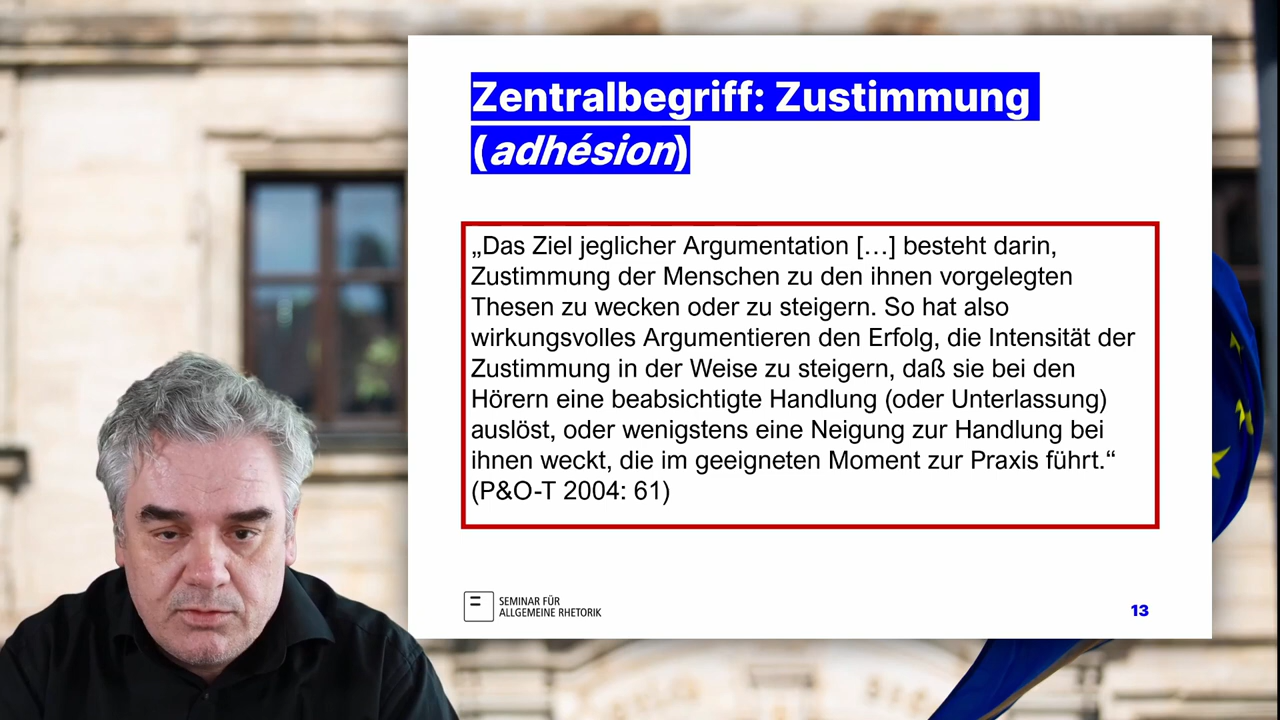 Zentralbegriff: Zustimmung
(adhésion)
„Das Ziel jeglicher Argumentation […] besteht darin,
Zustimmung der Menschen zu den ihnen vorgelegten
Thesen zu wecken oder zu steigern. So hat also
wirkungsvolles Argumentieren den Erfolg, die Intensität der
Zustimmung in der Weise zu steigern, daß sie bei den
Hörern eine beabsichtigte Handlung (oder Unterlassung)
auslöst, oder wenigstens eine Neigung zur Handlung bei
ihnen weckt, die im geeigneten Moment zur Praxis führt.“
(P&O-T 2004: 61)
SEMINAR FÜR
ALLGEMEINE RHETORIK
13